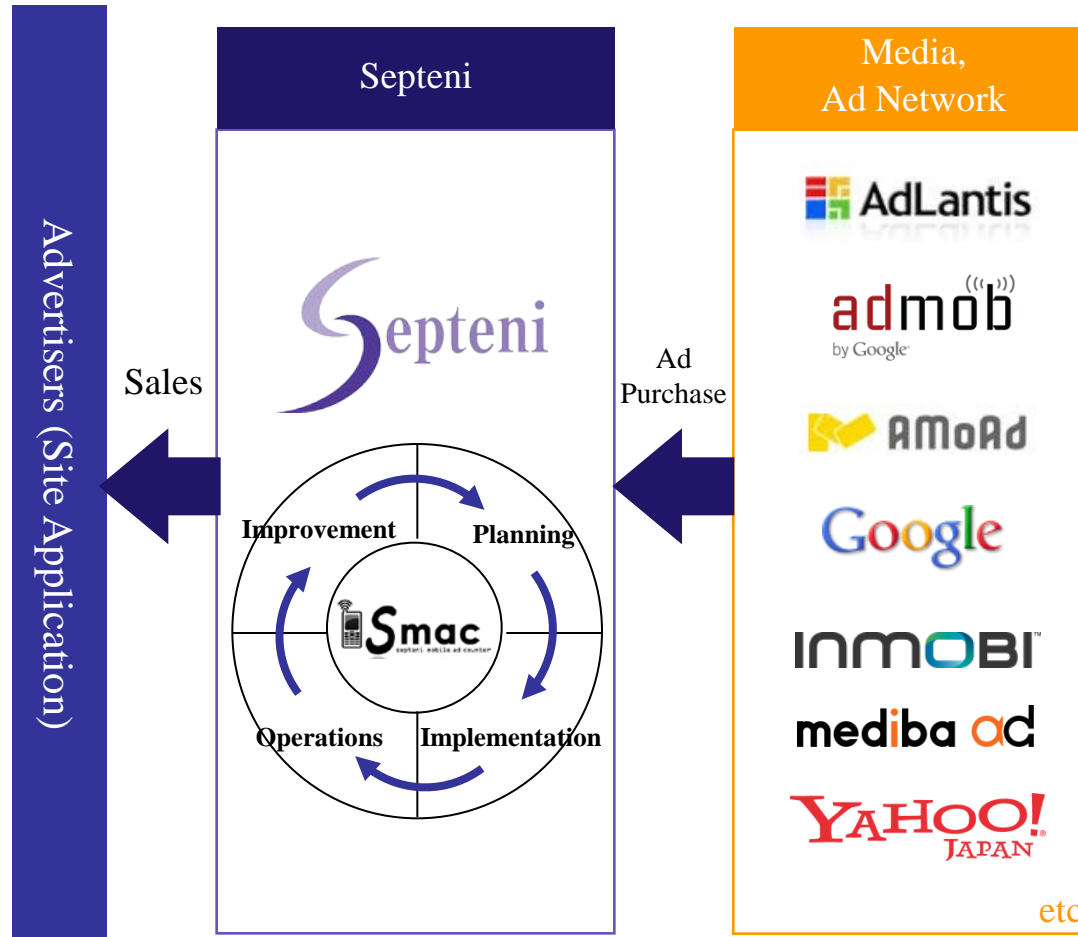 Advertisers (Site Application)
Sales
Septeni
Septeni
Improvement
Planning
Smac
septeni mobile ad counter
Operations
Implementation
Ad
Purchase
Media,
Ad Network
AdLantis
admob
by Google
AMoAd
Google
INMOBI™
mediba ad
YAHOO!
JAPAN
etc